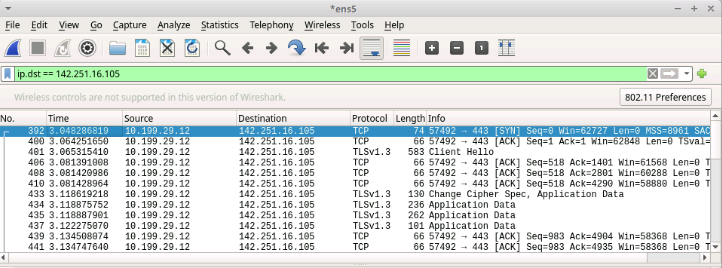 *ens5
File Edit View Go Capture Analyze Statistics Telephony Wireless Tools Help
ip.dst == 142.251.16.105
Wireless controls are not supported in this version of Wireshark. 802.11 Preferences
No. Time Source Destination Protocol Length Info
392 3.048286819 10.199.29.12 142.251.16.105 TCP 74 57492 → 443 [SYN] Seq=0 Win=62727 Len=0 MSS=8961 SAC
400 3.064251650 10.199.29.12 142.251.16.105 TCP 66 57492 → 443 [ACK] Seq=1 Ack=1 Win=62848 Len=0 TSval=
401 3.065315410 10.199.29.12 142.251.16.105 TLSv1.3 583 Client Hello
406 3.081391008 10.199.29.12 142.251.16.105 TCP 66 57492 → 443 [ACK] Seq=518 Ack=1401 Win=61568 Len=0 T
408 3.081420986 10.199.29.12 142.251.16.105 TCP 66 57492 → 443 [ACK] Seq=518 Ack=2801 Win=60288 Len=0 T
410 3.081428964 10.199.29.12 142.251.16.105 TCP 66 57492 → 443 [ACK] Seq=518 Ack=4290 Win=58880 Len=0 T
433 3.118619218 10.199.29.12 142.251.16.105 TLSv1.3 130 Change Cipher Spec, Application Data
434 3.118875752 10.199.29.12 142.251.16.105 TLSv1.3 236 Application Data
435 3.118887901 10.199.29.12 142.251.16.105 TLSv1.3 262 Application Data
437 3.122275070 10.199.29.12 142.251.16.105 TLSv1.3 101 Application Data
439 3.134508074 10.199.29.12 142.251.16.105 TCP 66 57492 → 443 [ACK] Seq=983 Ack=4904 Win=58368 Len=0 T
441 3.134747640 10.199.29.12 142.251.16.105 TCP 66 57492 → 443 [ACK] Seq=983 Ack=4935 Win=58368 Len=0 T